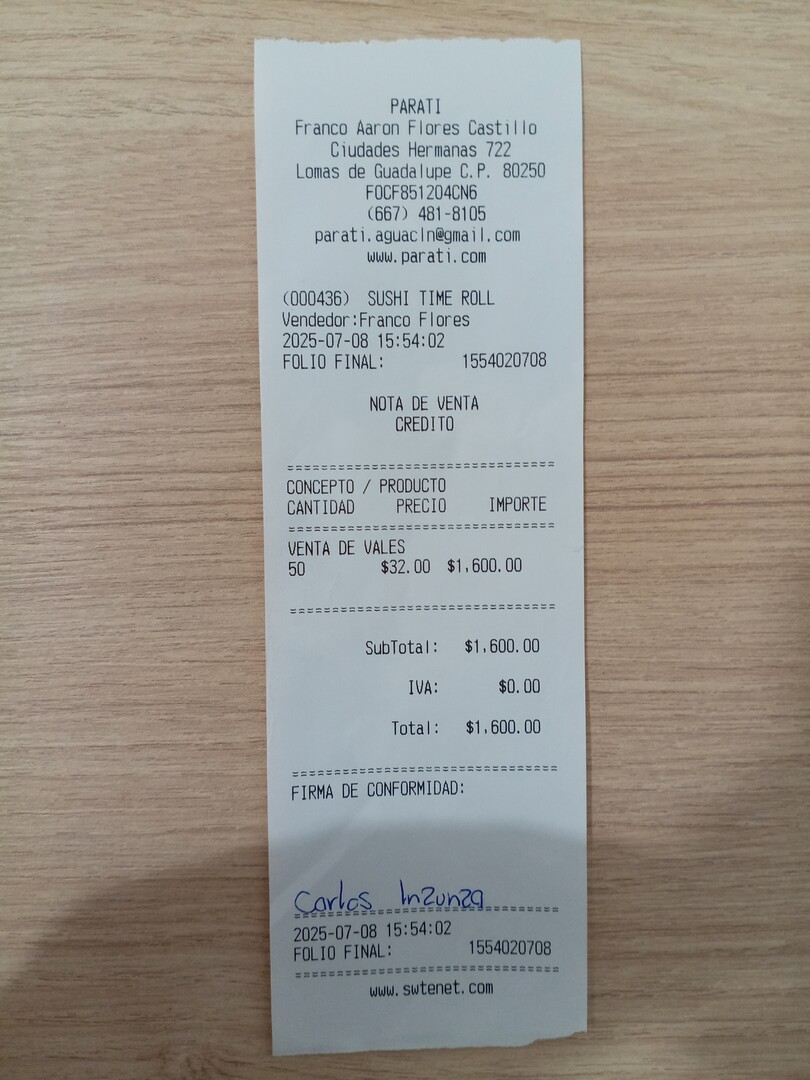 PARATI
Franco Aaron Flores Castillo
Ciudades Hermanas 722
Lomas de Guadalupe C.P. 80250
FOCF851204CN6
(667) 481-8105
parati.aguacln@gmail.com
www.parati.com
(000436) SUSHI TIME ROLL
Vendedor:Franco Flores
2025-07-08 15:54:02
FOLIO FINAL: 1554020708
NOTA DE VENTA
CREDITO
================================
CONCEPTO / PRODUCTO
CANTIDAD PRECIO IMPORTE
================================
VENTA DE VALES
50 $32.00 $1,600.00
================================
SubTotal: $1,600.00
IVA: $0.00
Total: $1,600.00
================================
FIRMA DE CONFORMIDAD:
Carlos Inzunza
================================
2025-07-08 15:54:02
FOLIO FINAL: 1554020708
================================
www.swtenet.com